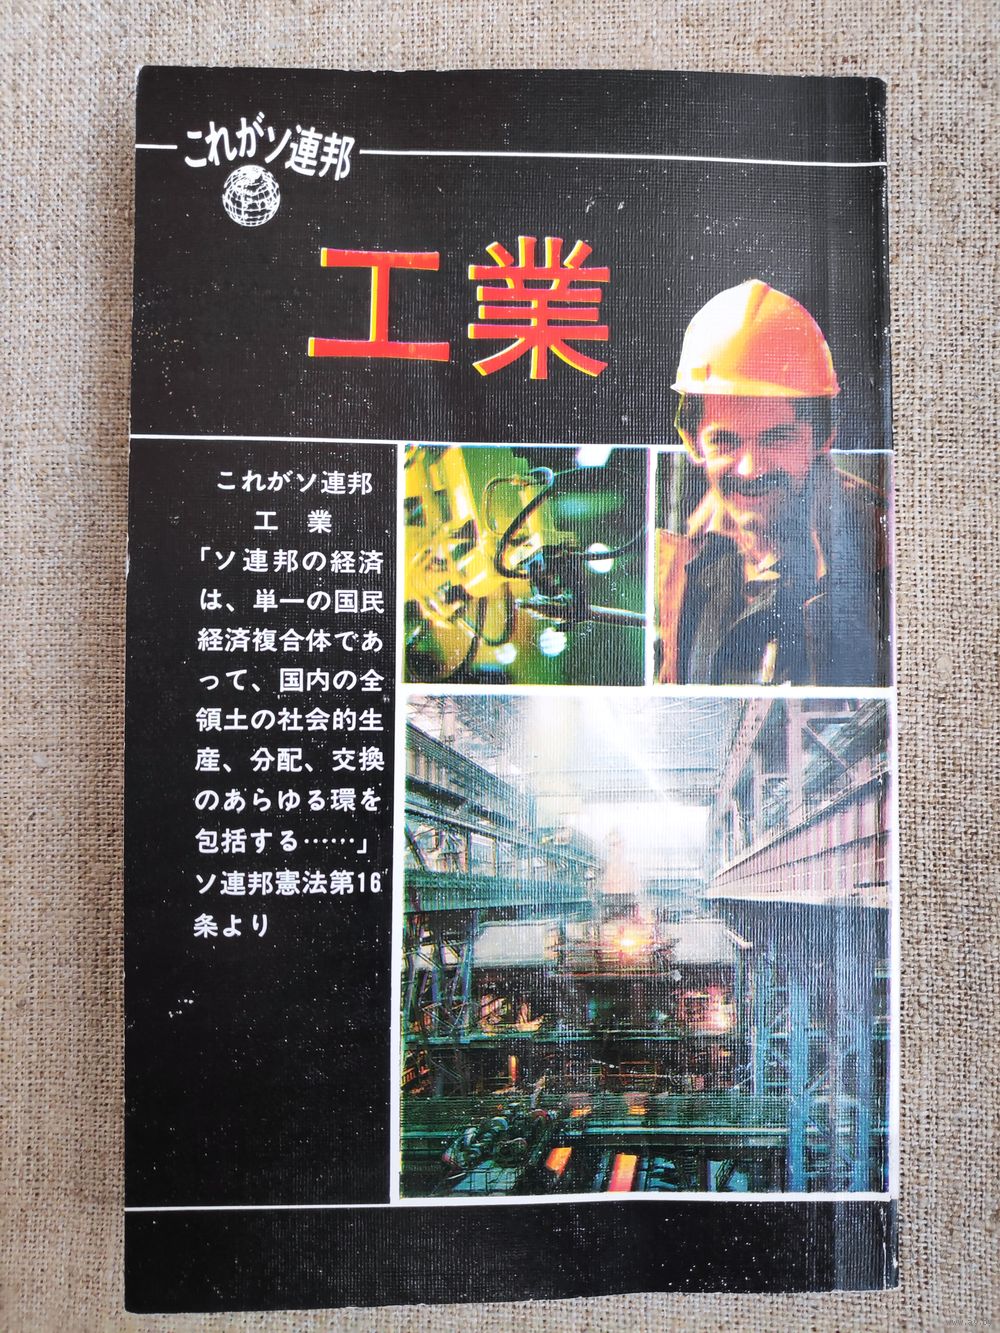 これがソ連邦
工業
これがソ連邦
工　業
「ソ連邦の経済
は、単一の国民
経済複合体であ
って、国内の全
領土の社会的生
産、分配、交換
のあらゆる環を
包括する……」
ソ連邦憲法第16
条より